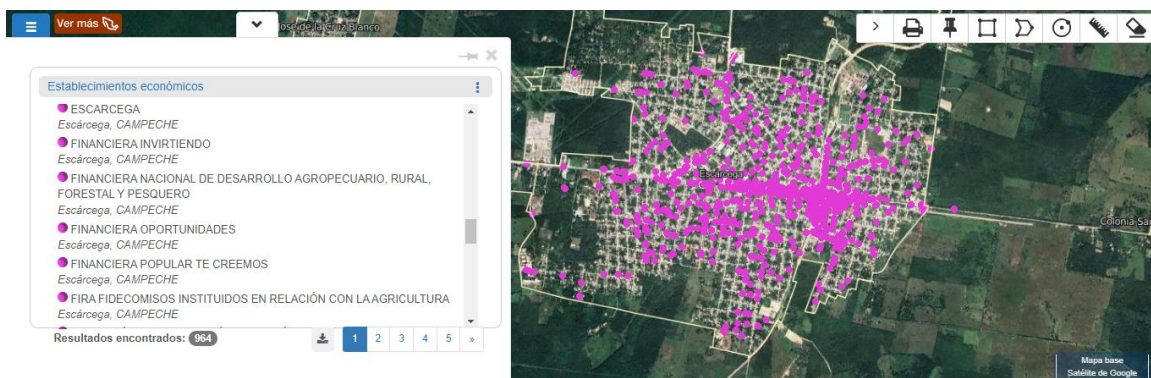 Ver más
José de la Cruz Blanco
Establecimientos económicos
ESCARCEGA
Escárcega, CAMPECHE
FINANCIERA INVIRTIENDO
Escárcega, CAMPECHE
FINANCIERA NACIONAL DE DESARROLLO AGROPECUARIO, RURAL,
FORESTAL Y PESQUERO
Escárcega, CAMPECHE
FINANCIERA OPORTUNIDADES
Escárcega, CAMPECHE
FINANCIERA POPULAR TE CREEMOS
Escárcega, CAMPECHE
FIRA FIDECOMISOS INSTITUIDOS EN RELACIÓN CON LA AGRICULTURA
Escárcega, CAMPECHE
Resultados encontrados: 964
1 2 3 4 5 »
Escárcega
Colonia Sa
Mapa base
Satélite de Google